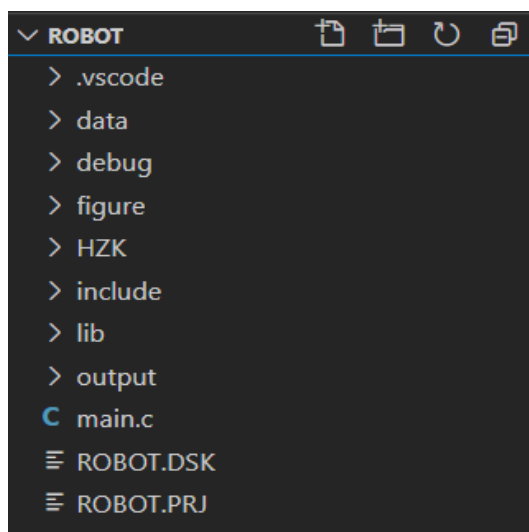 ROBOT
.vscode
data
debug
figure
HZK
include
lib
output
C main.c
ROBOT.DSK
ROBOT.PRJ